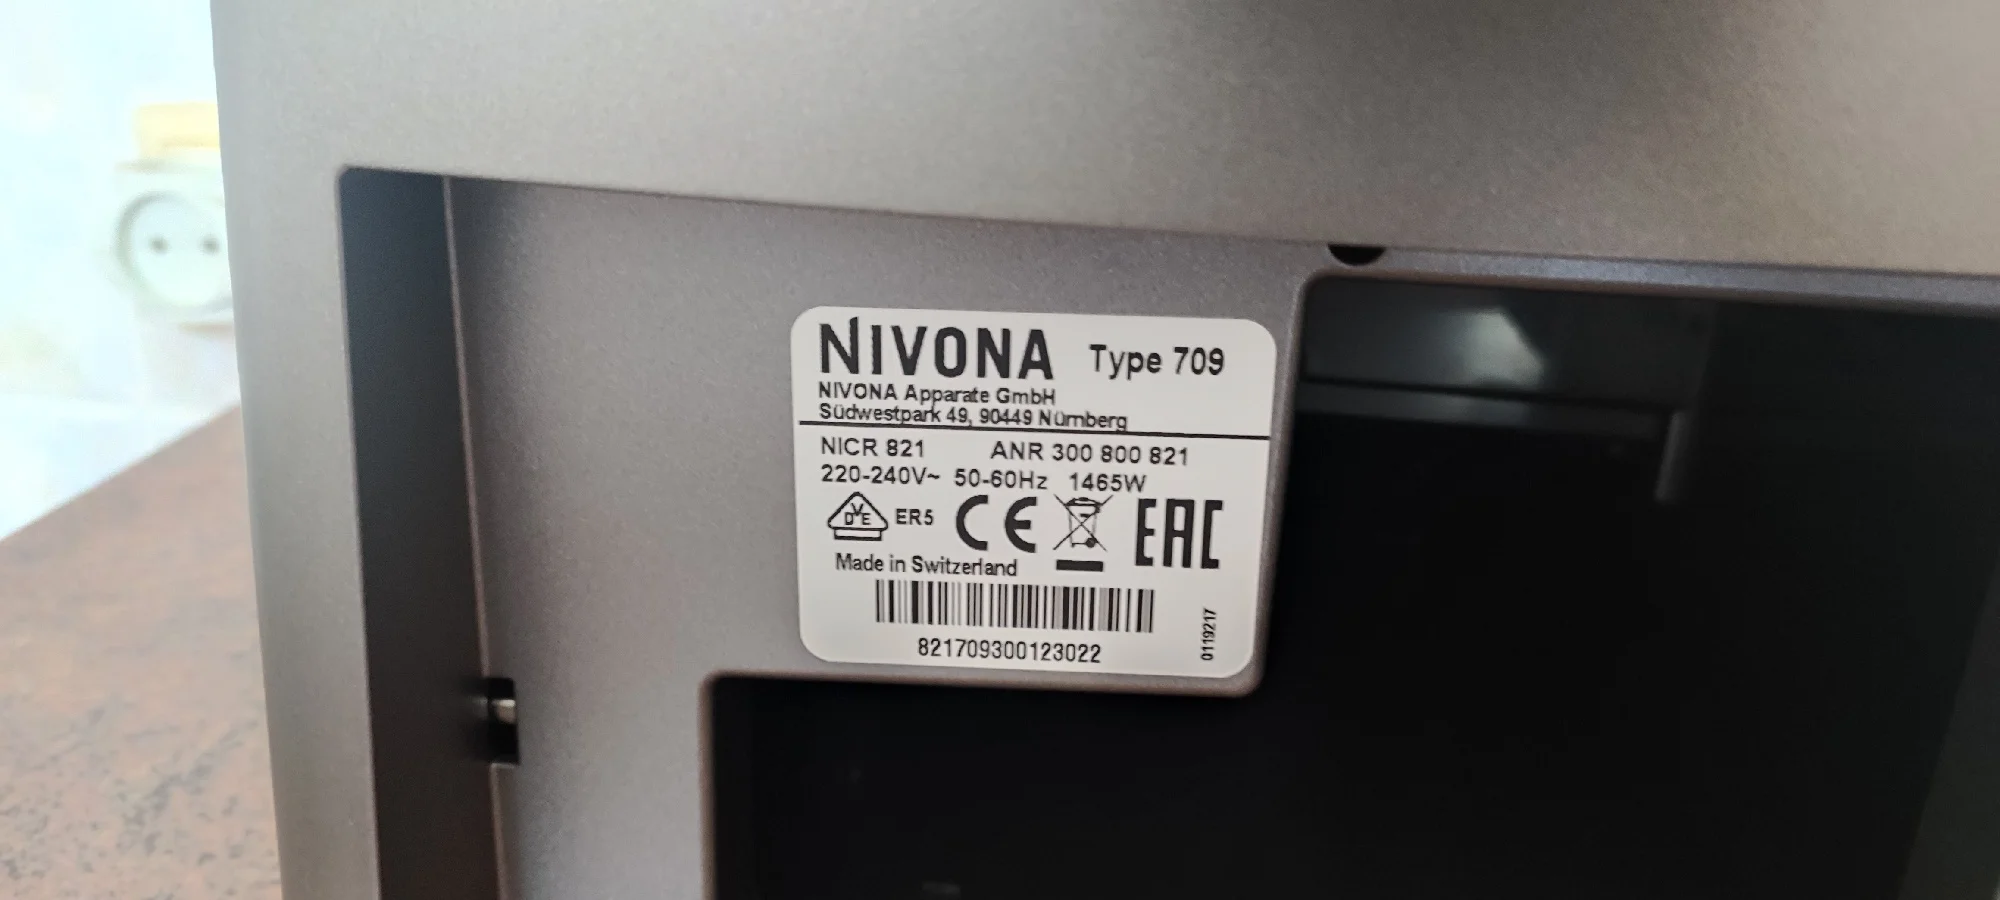 NIVONA Type 709
NIVONA Apparate GmbH
Südwestpark 49, 90449 Nürnberg
NICR 821 ANR 300 800 821
220-240V~ 50-60Hz 1465W
DVE ER5 CE EAC
Made in Switzerland
821709300123022
0119217